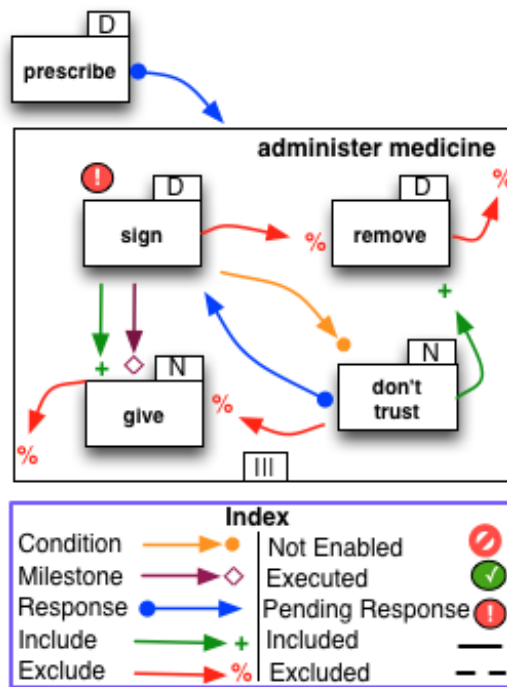 D
prescribe
administer medicine
!
D
sign
D
remove
%
%
+
+
N
give
%
N
don't
trust
%
III
Index
Condition
Not Enabled
Milestone
Executed
✓
Response
Pending Response
!
Include
+
Included
Exclude
%
Excluded